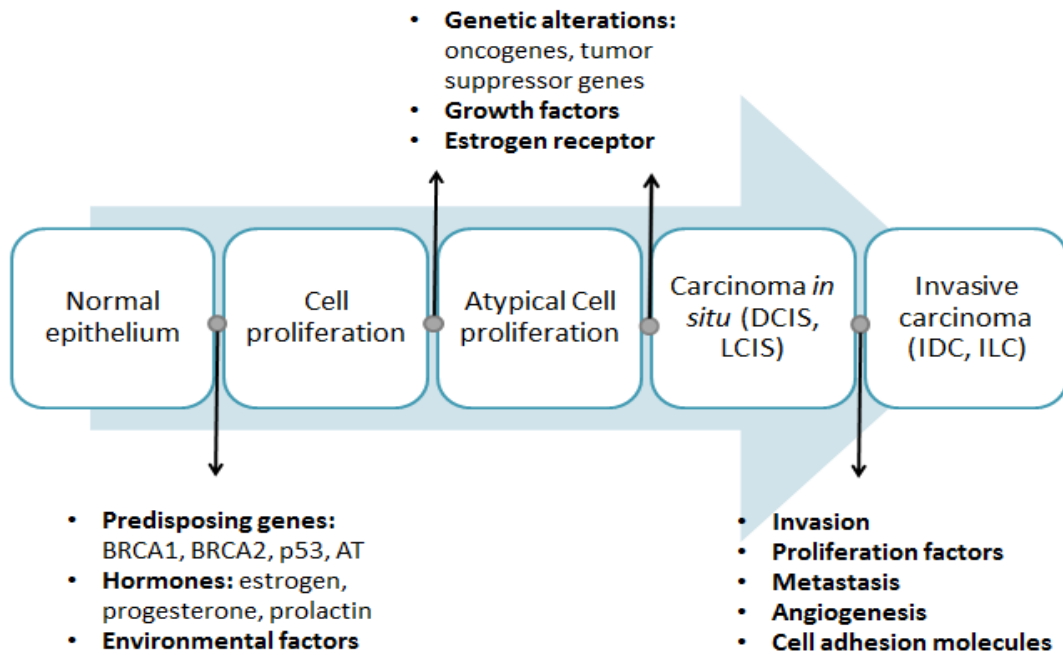 • Genetic alterations:
oncogenes, tumor
suppressor genes
• Growth factors
• Estrogen receptor
Normal
epithelium
Cell
proliferation
Atypical Cell
proliferation
Carcinoma in
situ (DCIS,
LCIS)
Invasive
carcinoma
(IDC, ILC)
• Predisposing genes:
BRCA1, BRCA2, p53, AT
• Hormones: estrogen,
progesterone, prolactin
• Environmental factors
• Invasion
• Proliferation factors
• Metastasis
• Angiogenesis
• Cell adhesion molecules